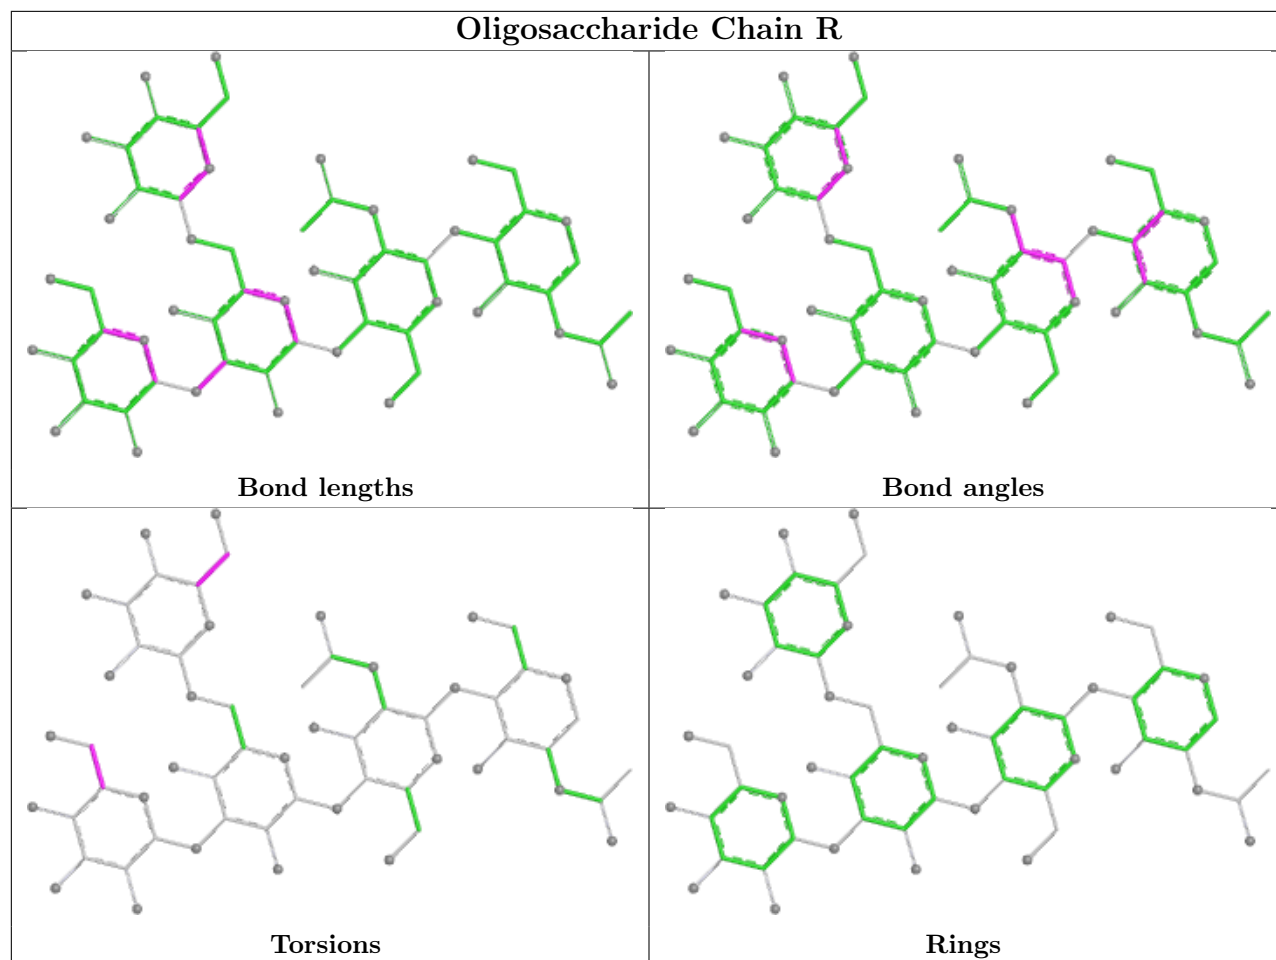 Oligosaccharide Chain R
Bond lengths
Bond angles
Torsions
Rings